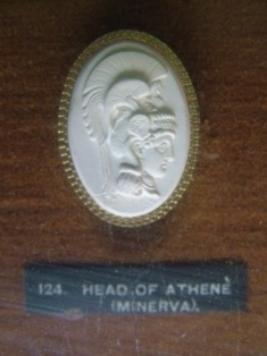 124. HEAD OF ATHENE
(MINERVA).